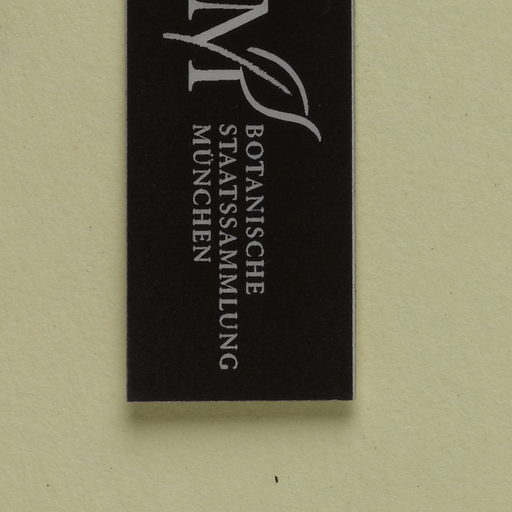 M
BOTANISCHE
STAATSSAMMLUNG
MÜNCHEN